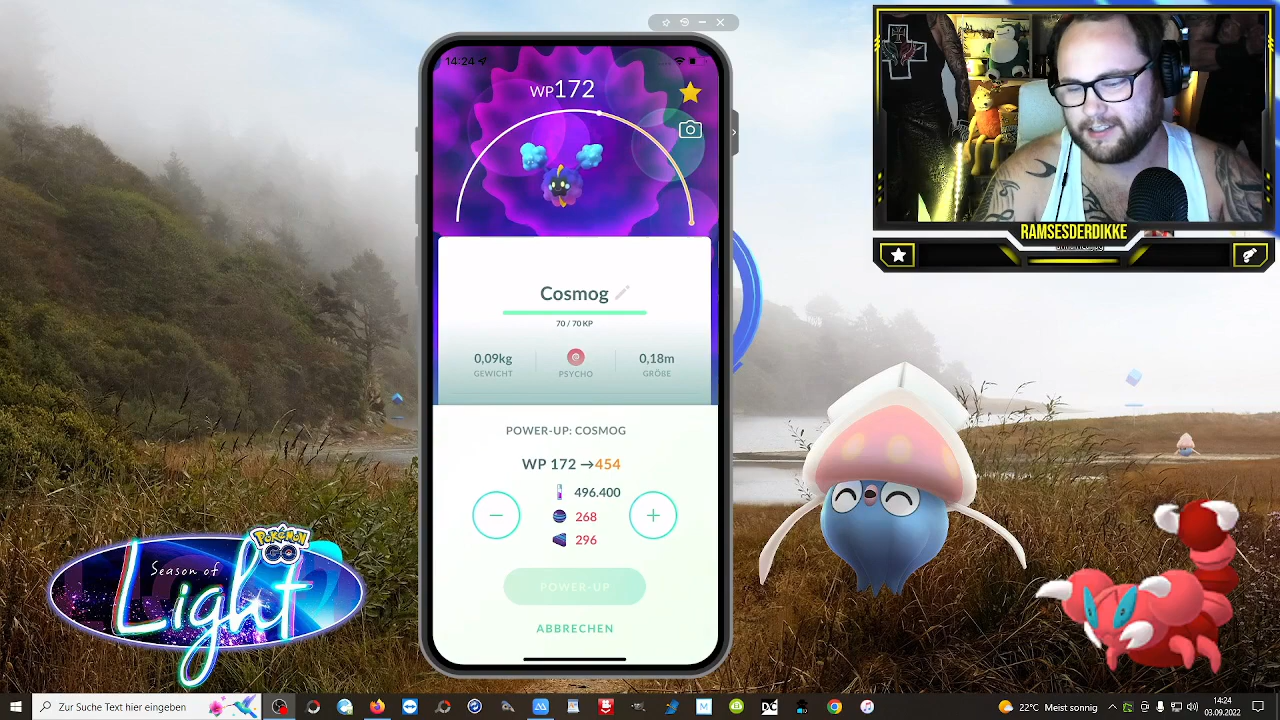 14:24
WP172
Cosmog
70 / 70 KP
0,09kg
GEWICHT
PSYCHO
0,18m
GRÖẞE
POWER-UP: COSMOG
WP 172 →454
496.400
268
296
POWER-UP
ABBRECHEN
RAMSESDERDIKKE
POKÉMON GO
Season of
Light
Zur Suche Text hier eingeben
22°C Meist sonnig
14:24
03.09.2022